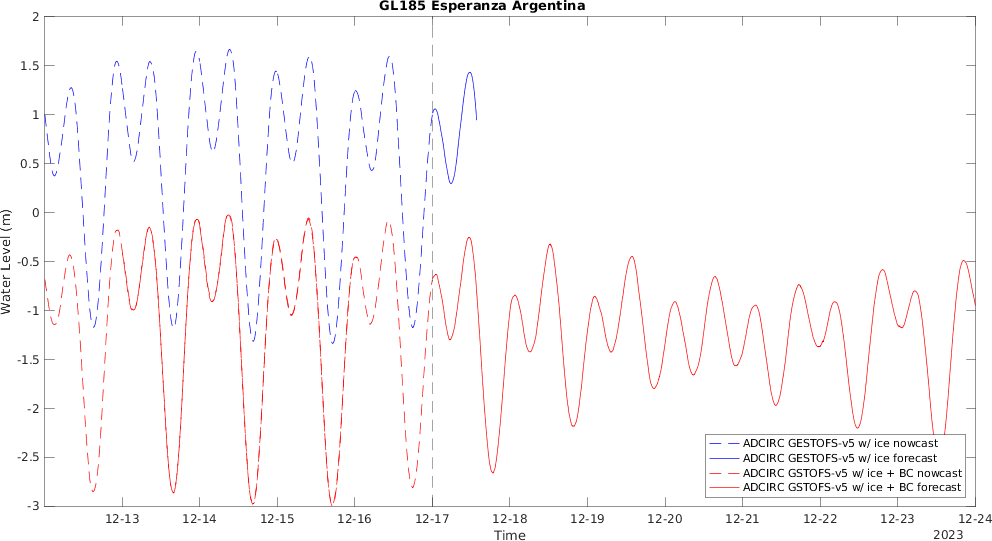 GL185 Esperanza Argentina
2
1.5
1
0.5
0
-0.5
-1
-1.5
-2
-2.5
-3
Water Level (m)
ADCIRC GESTOFS-v5 w/ ice nowcast
ADCIRC GESTOFS-v5 w/ ice forecast
ADCIRC GSTOFS-v5 w/ ice + BC nowcast
ADCIRC GSTOFS-v5 w/ ice + BC forecast
12-13 12-14 12-15 12-16 12-17 12-18 12-19 12-20 12-21 12-22 12-23 12-24
Time
2023